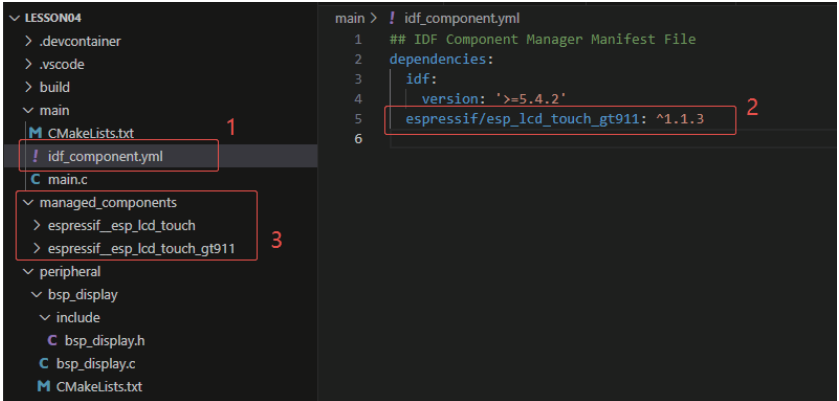 LESSON04
.devcontainer
.vscode
build
main
CMakeLists.txt
idf_component.yml
main.c
managed_components
espressif__esp_lcd_touch
espressif__esp_lcd_touch_gt911
peripheral
bsp_display
include
bsp_display.h
bsp_display.c
CMakeLists.txt
1
3
main > ! idf_component.yml
1 ## IDF Component Manager Manifest File
2 dependencies:
3 idf:
4 version: '>=5.4.2'
5 espressif/esp_lcd_touch_gt911: ^1.1.3
6
2